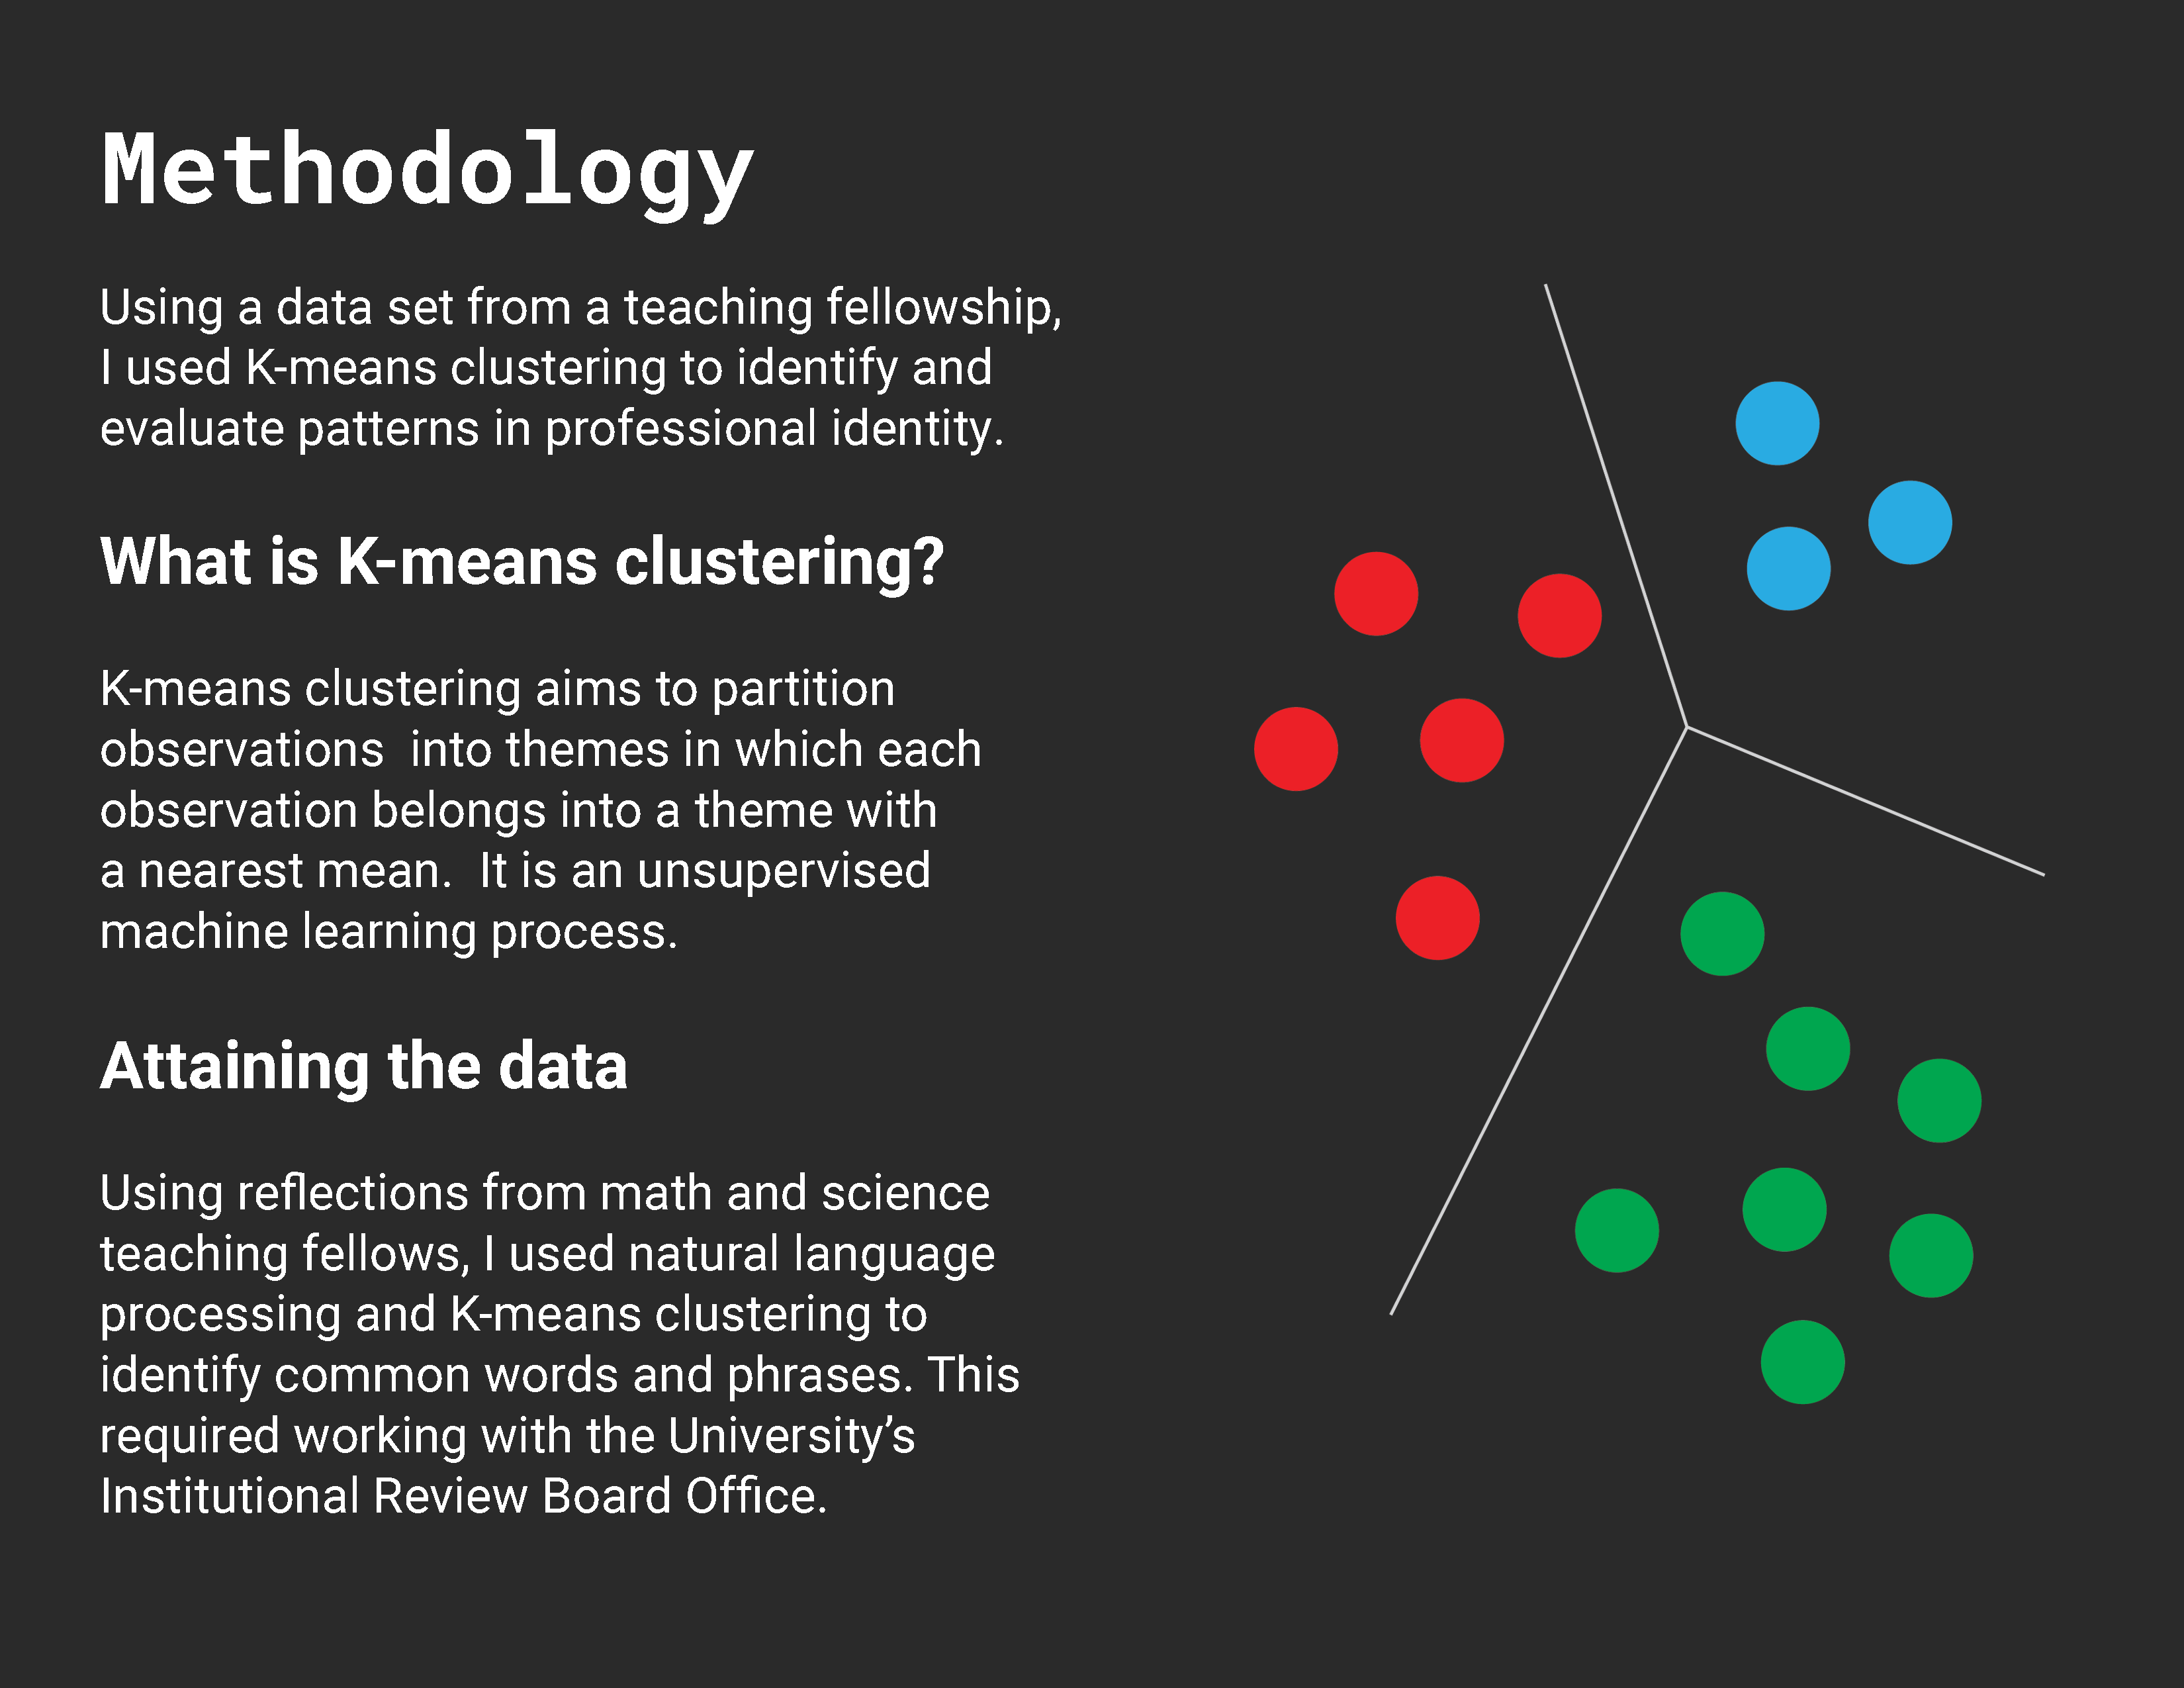 Methodology
Using a data set from a teaching fellowship,
I used K-means clustering to identify and
evaluate patterns in professional identity.
What is K-means clustering?
K-means clustering aims to partition
observations  into themes in which each
observation belongs into a theme with
a nearest mean.  It is an unsupervised
machine learning process.
Attaining the data
Using reflections from math and science
teaching fellows, I used natural language
processing and K-means clustering to
identify common words and phrases. This
required working with the University’s
Institutional Review Board Office.